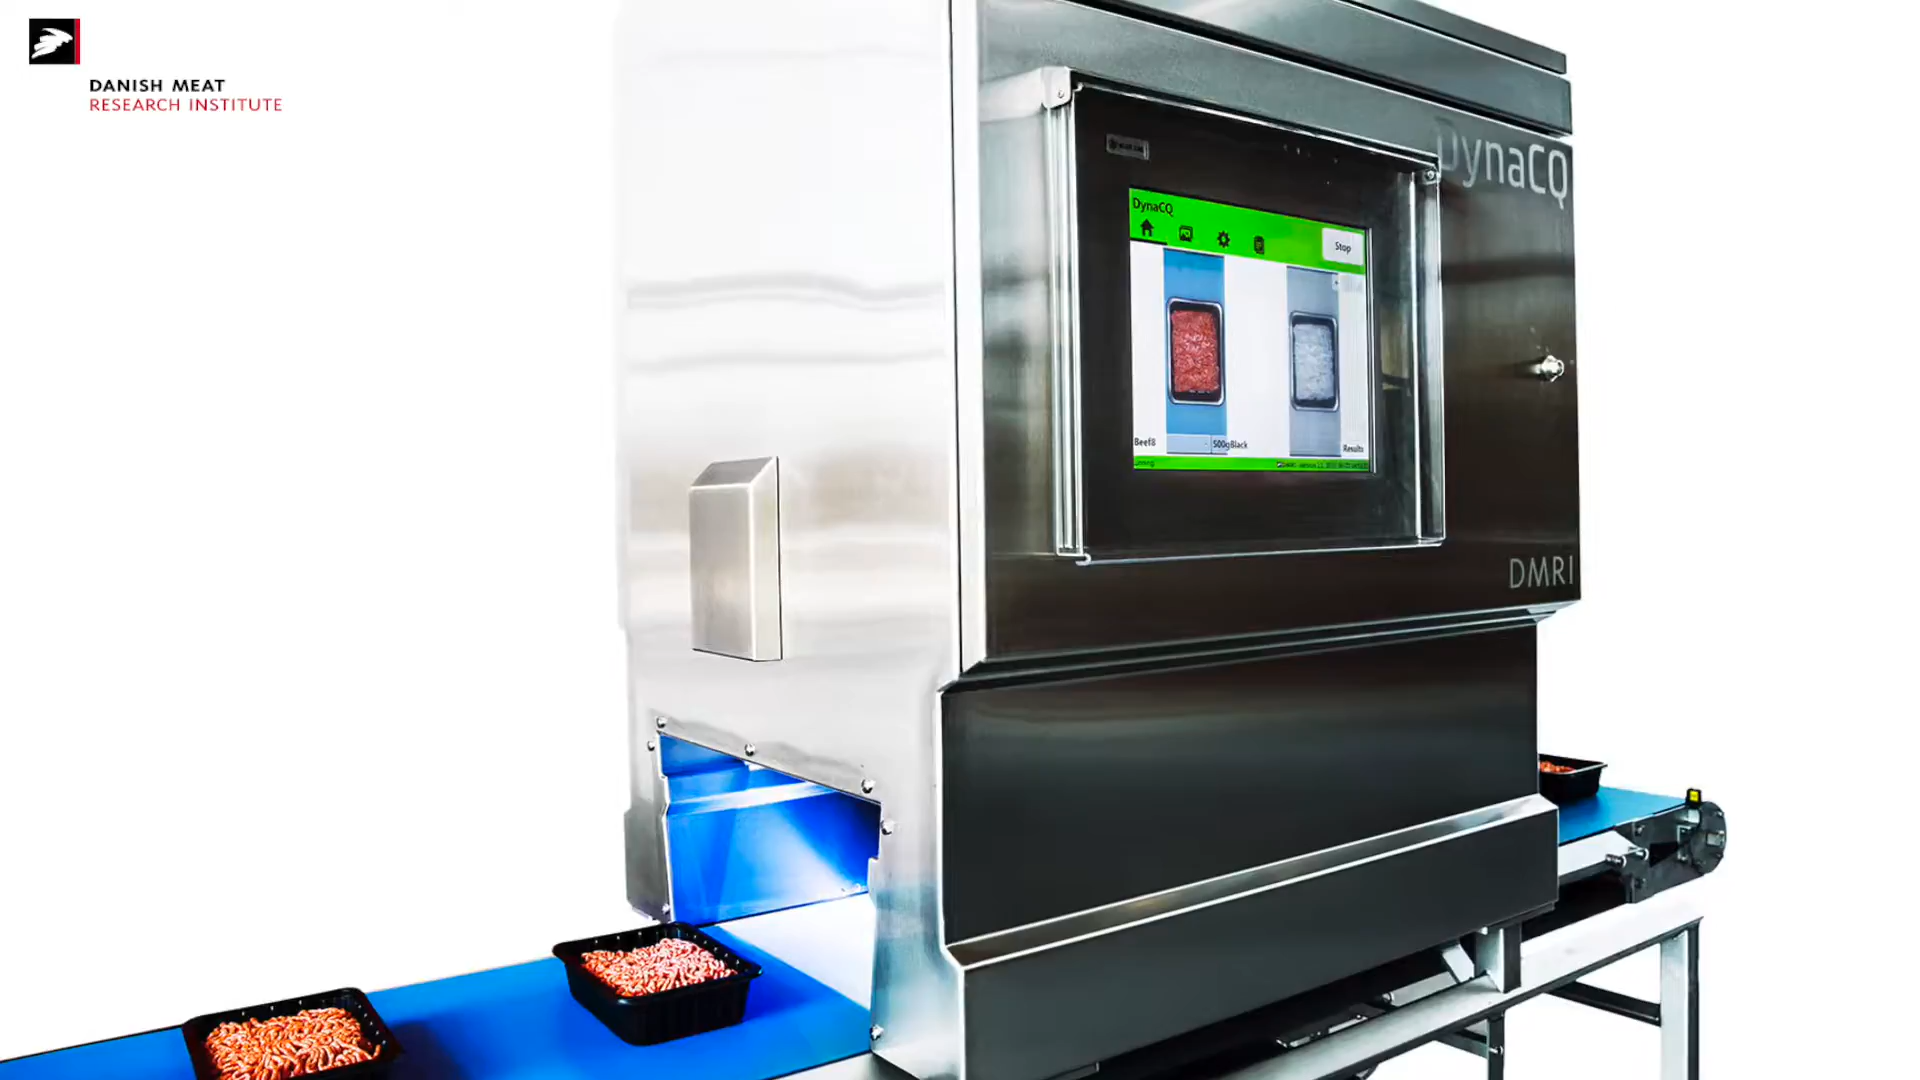 DANISH MEAT
RESEARCH INSTITUTE
DynaCQ
DynaCQ
Stop
Beef8
500gBlack
Results
DMRI